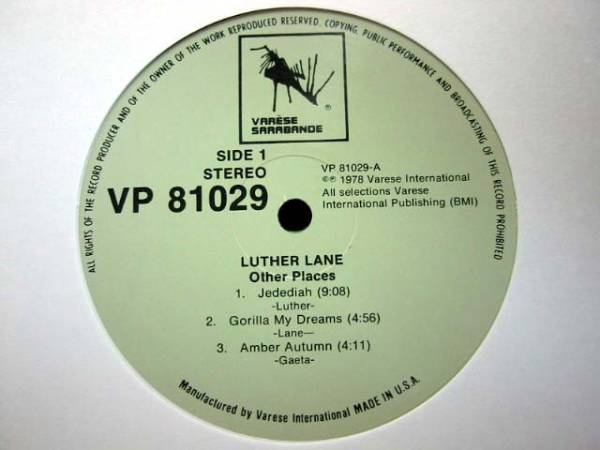 ALL RIGHTS OF THE RECORD PRODUCER AND OF THE OWNER OF THE WORK REPRODUCED RESERVED. COPYING, PUBLIC PERFORMANCE AND BROADCASTING OF THIS RECORD PROHIBITED
®
VARÈSE
SARABANDE
SIDE 1
STEREO
VP 81029
VP 81029-A
©℗ 1978 Varese International
All selections Varese
International Publishing (BMI)
LUTHER LANE
Other Places
1. Jedediah (9:08)
-Luther-
2. Gorilla My Dreams (4:56)
-Lane—
3. Amber Autumn (4:11)
-Gaeta-
Manufactured by Varese International MADE IN U.S.A.